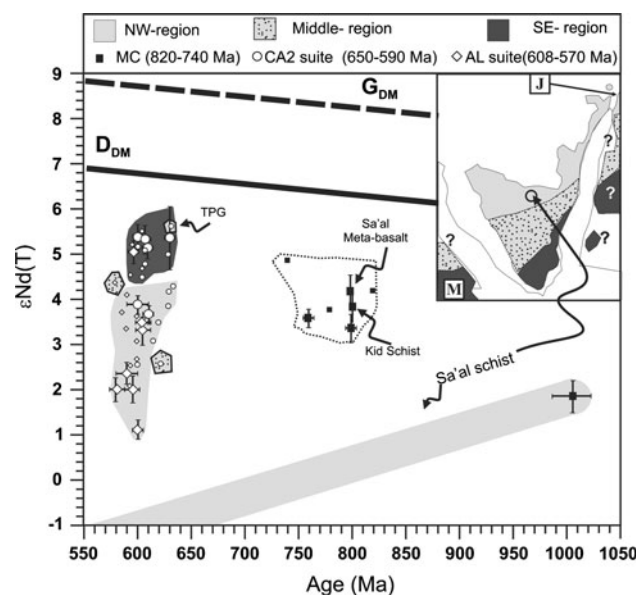 NW-region Middle- region SE- region
MC (820-740 Ma) CA2 suite (650-590 Ma) AL suite(608-570 Ma)
9
8
7
6
5
4
3
2
1
0
-1
εNd(T)
G DM
D DM
TPG
Sa'al
Meta-basalt
Kid Schist
Sa'al schist
J
?
?
?
?
M
550 600 650 700 750 800 850 900 950 1000 1050
Age (Ma)